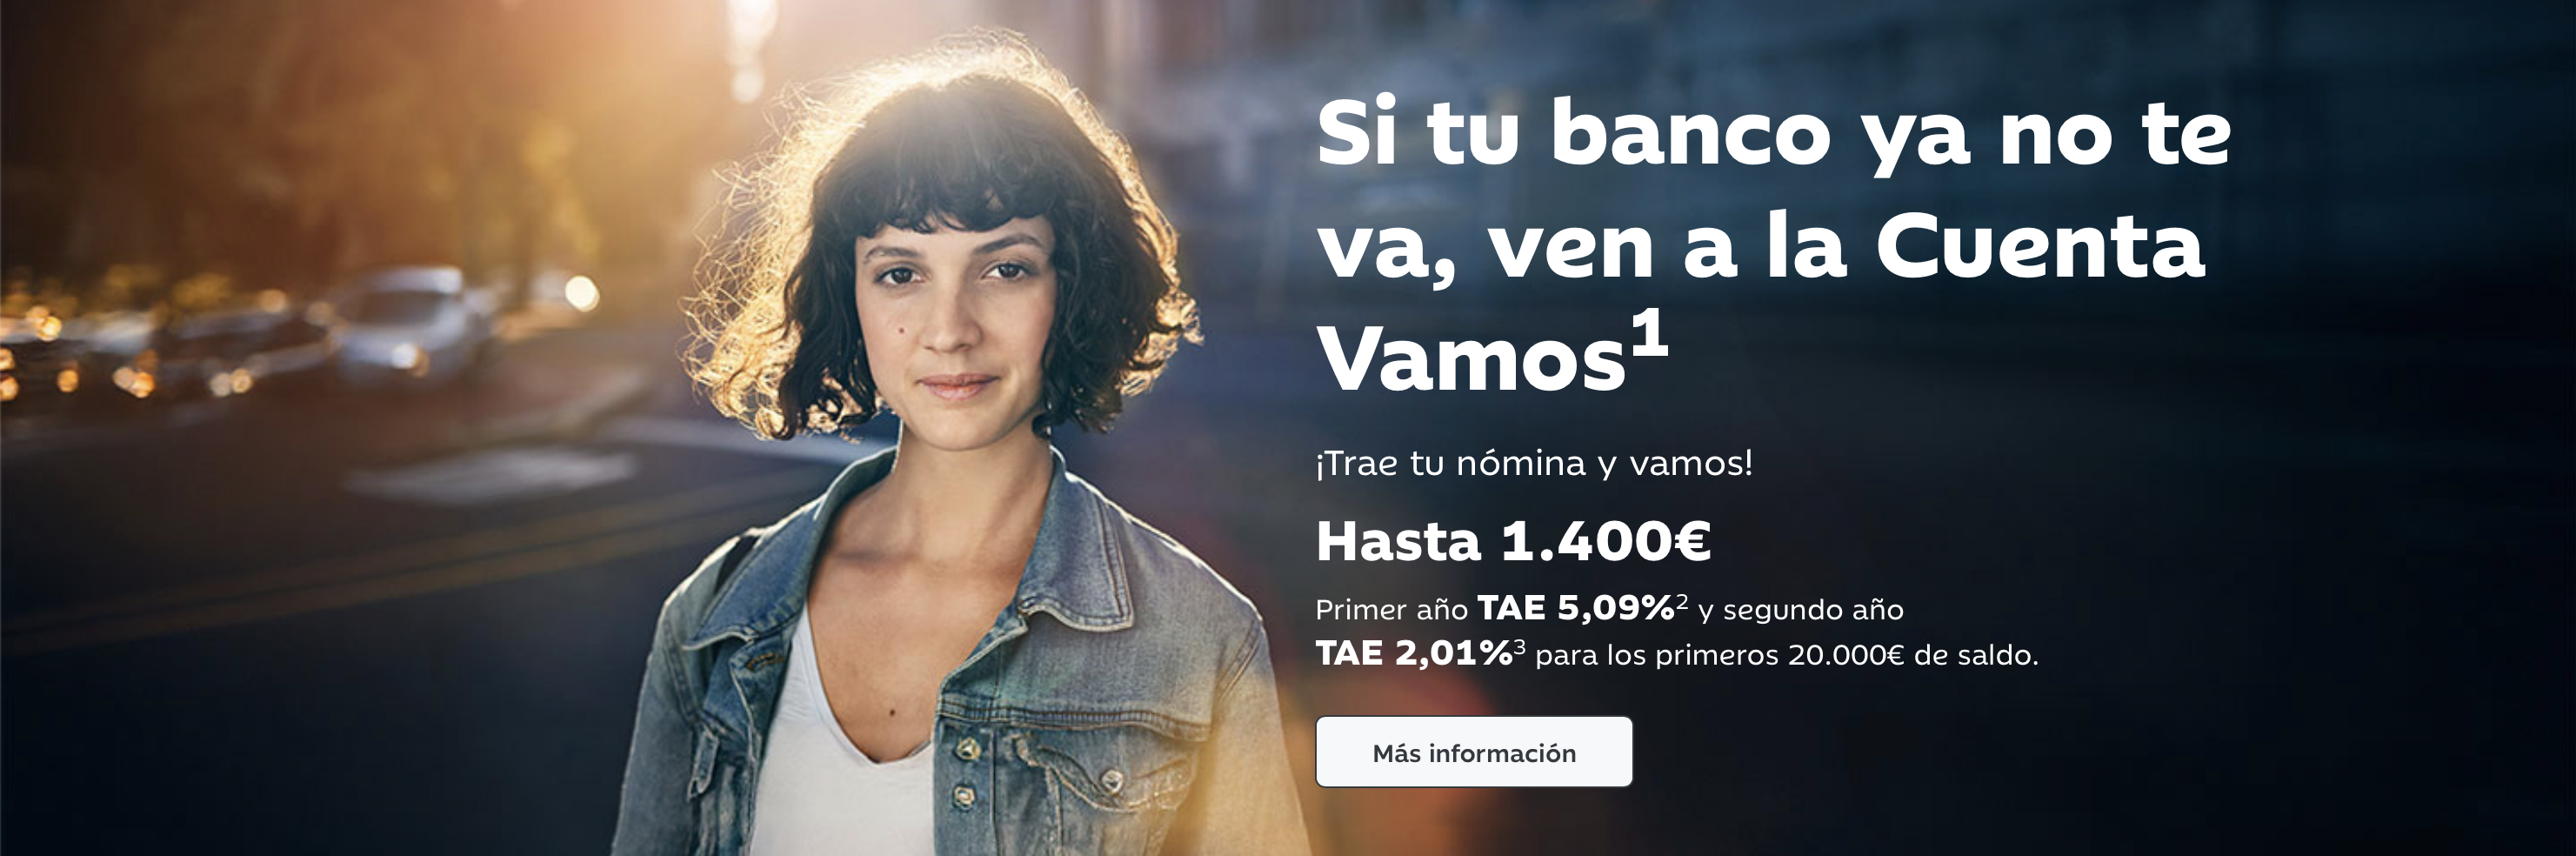 Si tu banco ya no te
va, ven a la Cuenta
Vamos¹
¡Trae tu nómina y vamos!
Hasta 1.400€
Primer año TAE 5,09%² y segundo año
TAE 2,01%³ para los primeros 20.000€ de saldo.
Más información